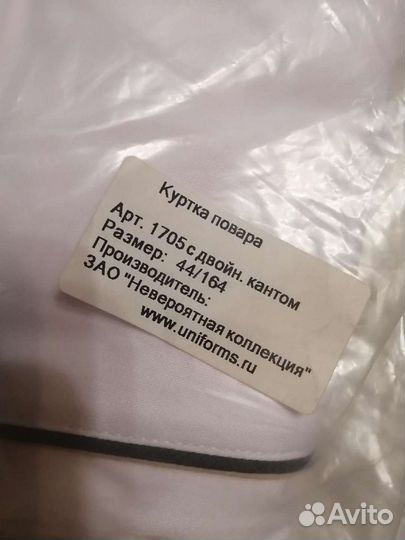 Куртка повара
Арт. 1705 с двойн. кантом
Размер: 44/164
Производитель:
ЗАО "Невероятная коллекция"
www.uniforms.ru
Avito